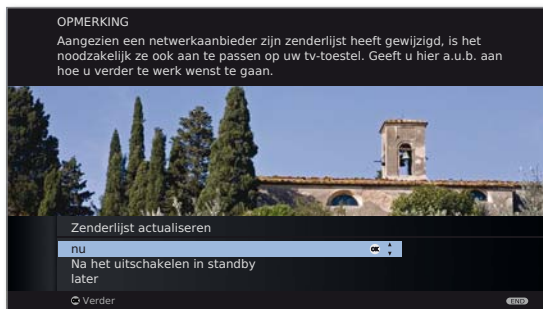 OPMERKING
Aangezien een netwerkaanbieder zijn zenderlijst heeft gewijzigd, is het
noodzakelijk ze ook aan te passen op uw tv-toestel. Geeft u hier a.u.b. aan
hoe u verder te werk wenst te gaan.
Zenderlijst actualiseren
nu OK
Na het uitschakelen in standby
later
Verder END